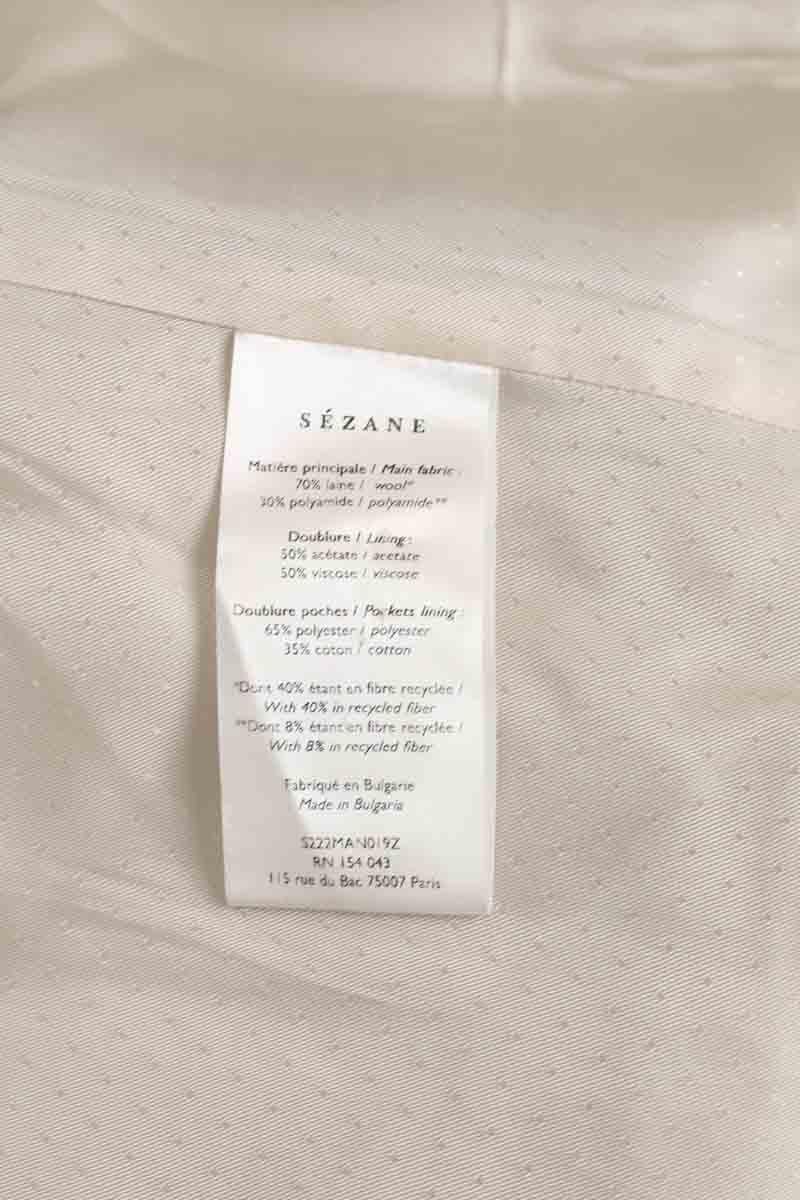 SÉZANE
Matière principale / Main fabric :
70% laine / wool*
30% polyamide / polyamide**
Doublure / Lining :
50% acétate / acetate
50% viscose / viscose
Doublure poches / Pockets lining :
65% polyester / polyester
35% coton / cotton
*Dont 40% étant en fibre recyclée /
With 40% in recycled fiber
**Dont 8% étant en fibre recyclée /
With 8% in recycled fiber
Fabriqué en Bulgarie
Made in Bulgaria
S222MAN019Z
RN 154 043
115 rue du Bac 75007 Paris